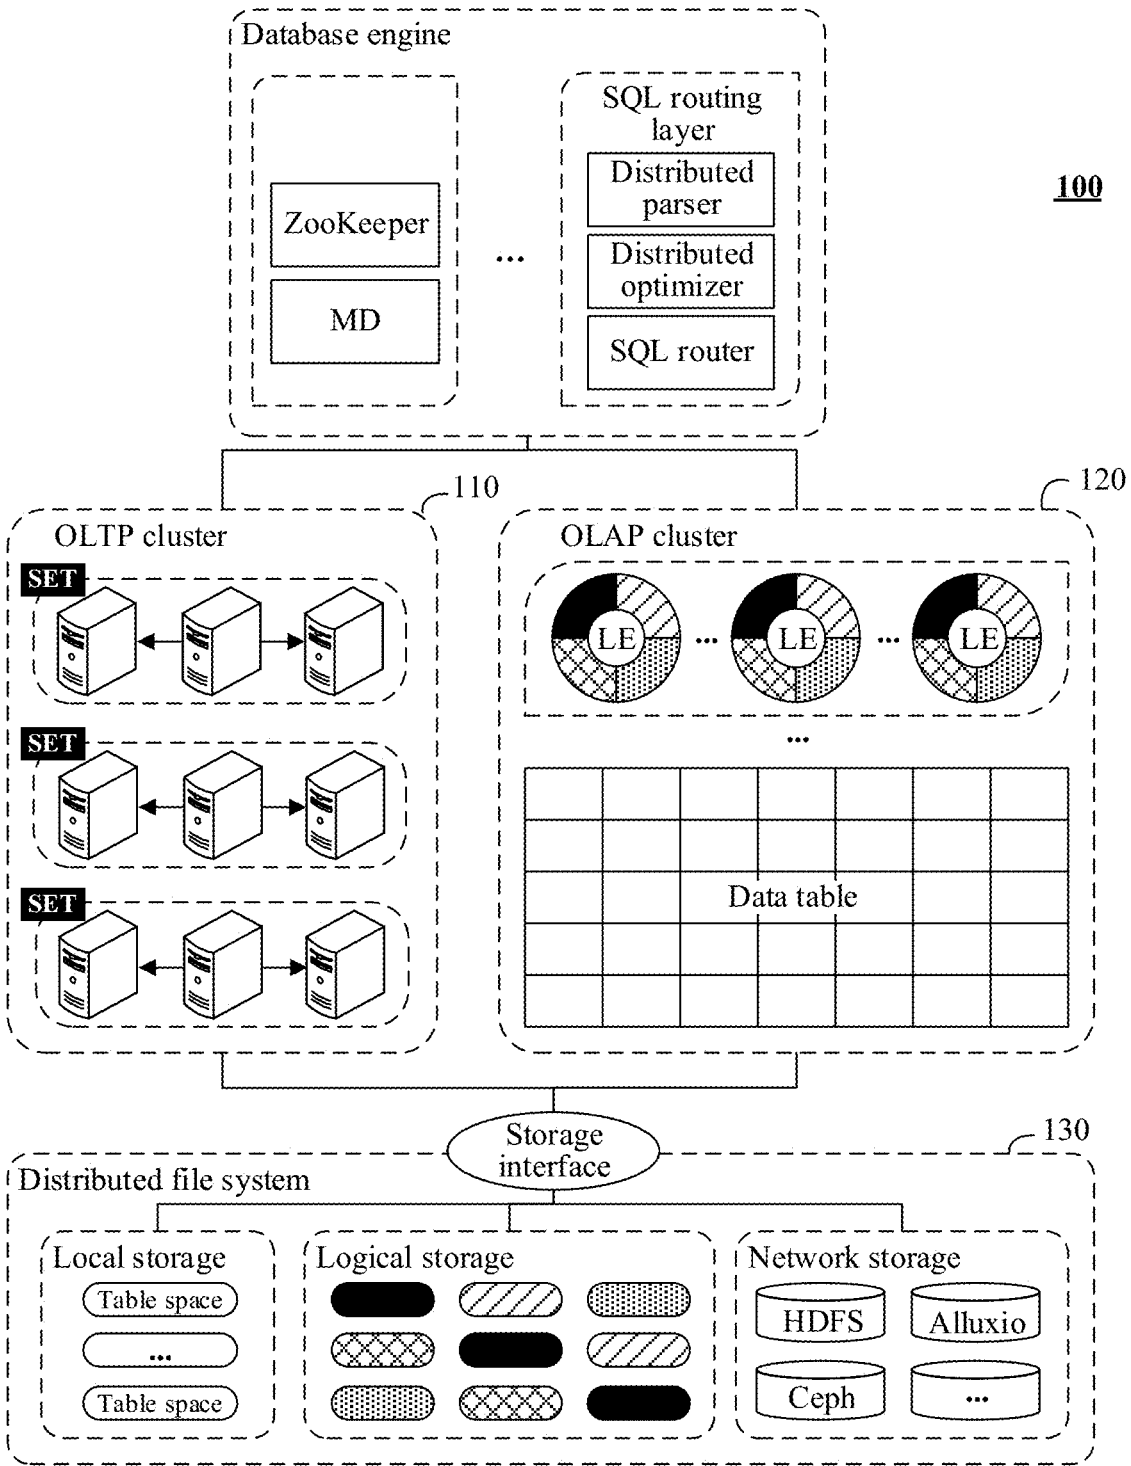 Database engine
ZooKeeper
MD
...
SQL routing
layer
Distributed
parser
Distributed
optimizer
SQL router
100
110
OLTP cluster
SET
SET
SET
120
OLAP cluster
LE
...
LE
...
LE
...
Data table
Storage
interface
130
Distributed file system
Local storage
Table space
...
Table space
Logical storage
Network storage
HDFS
Alluxio
Ceph
...